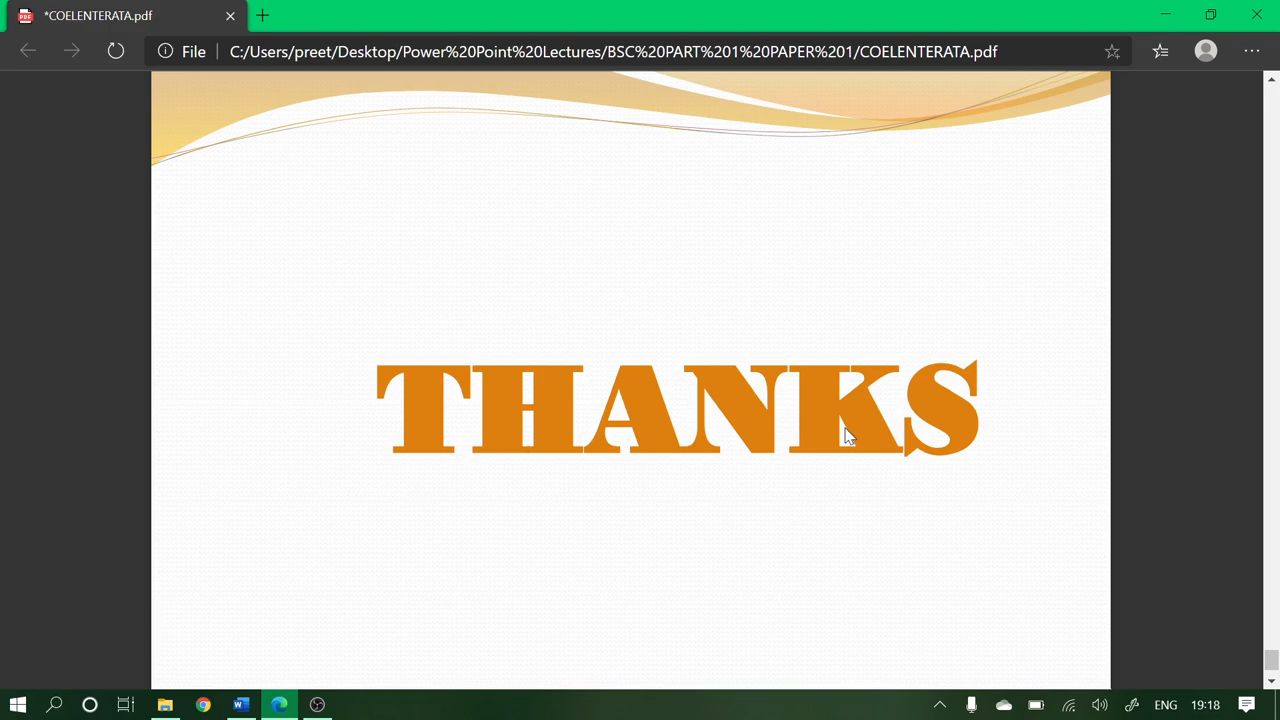 *COELENTERATA.pdf
File
C:/Users/preet/Desktop/Power%20Point%20Lectures/BSC%20PART%201%20PAPER%201/COELENTERATA.pdf
THANKS
ENG
19:18